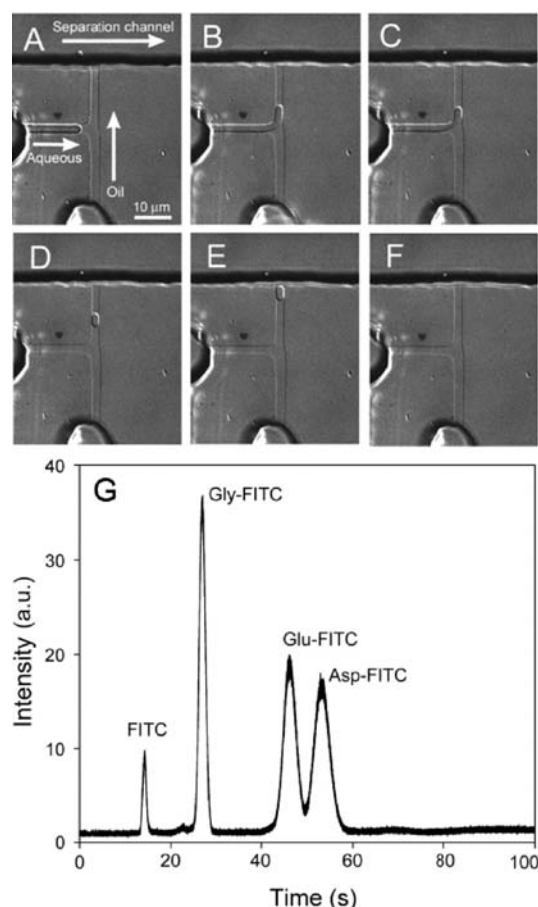 A
Separation channel
Aqueous
Oil
10 µm
B
C
D
E
F
G
40
30
20
10
0
Intensity (a.u.)
FITC
Gly-FITC
Glu-FITC
Asp-FITC
0 20 40 60 80 100
Time (s)